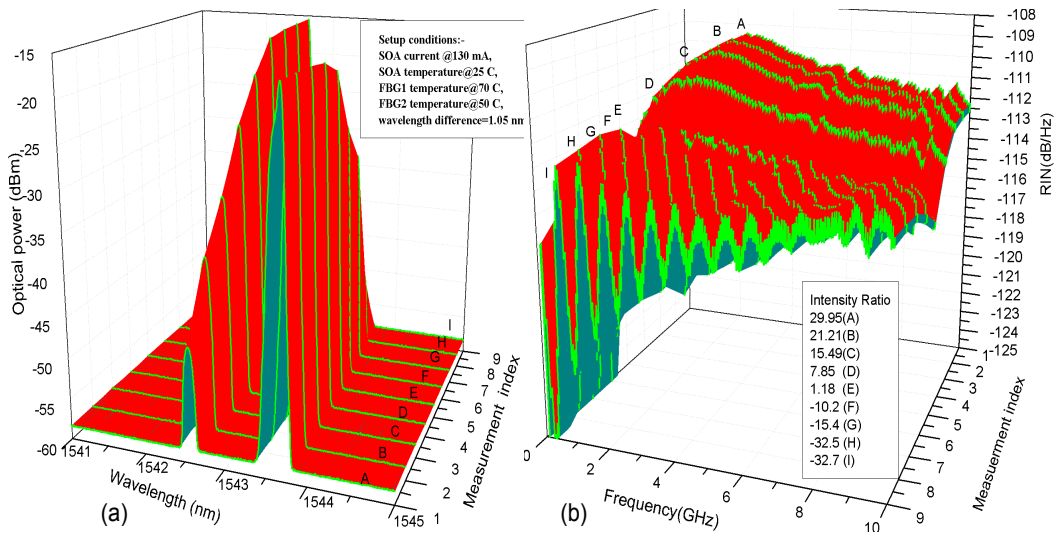 -15
-20
-25
-30
-35
-40
-45
-50
-55
-60
Optical power (dBm)
Setup conditions:-
SOA current @130 mA,
SOA temperature@25 C,
FBG1 temperature@70 C,
FBG2 temperature@50 C,
wavelength difference=1.05 nm
I
H
G
F
E
D
C
B
A
9
8
7
6
5
4
3
2
1
Measurement index
1541
1542
1543
1544
1545
Wavelength (nm)
(a)
A
B
C
D
E
F
G
H
I
-108
-109
-110
-111
-112
-113
-114
-115
-116
-117
-118
-119
-120
-121
-122
-123
-124
-125
RIN(dB/Hz)
Intensity Ratio
29.95(A)
21.21 (B)
15.49(C)
7.85 (D)
1.18 (E)
-10.2 (F)
-15.4 (G)
-32.5 (H)
-32.7 (I)
1
2
3
4
5
6
7
8
9
Measuerment index
0
2
4
6
8
10
Frequency(GHz)
(b)